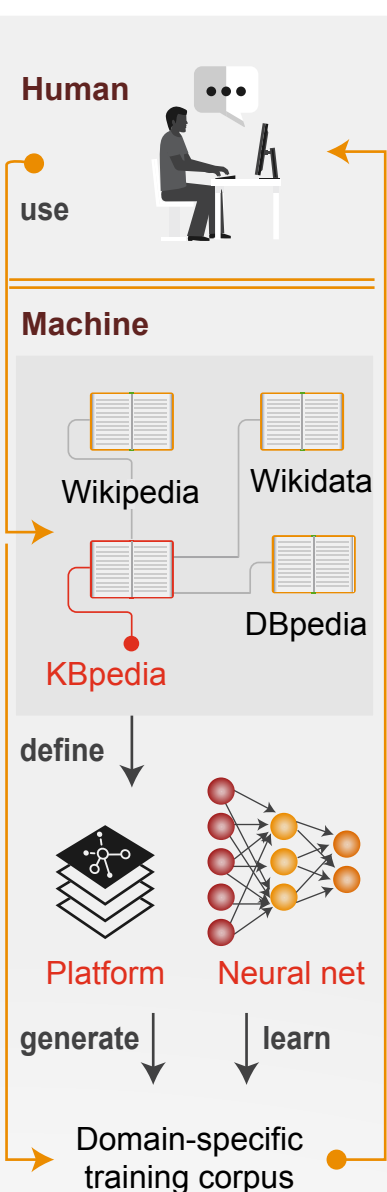 Human
use
Machine
Wikipedia
Wikidata
DBpedia
KBpedia
define
Platform
Neural net
generate
learn
Domain-specific
training corpus